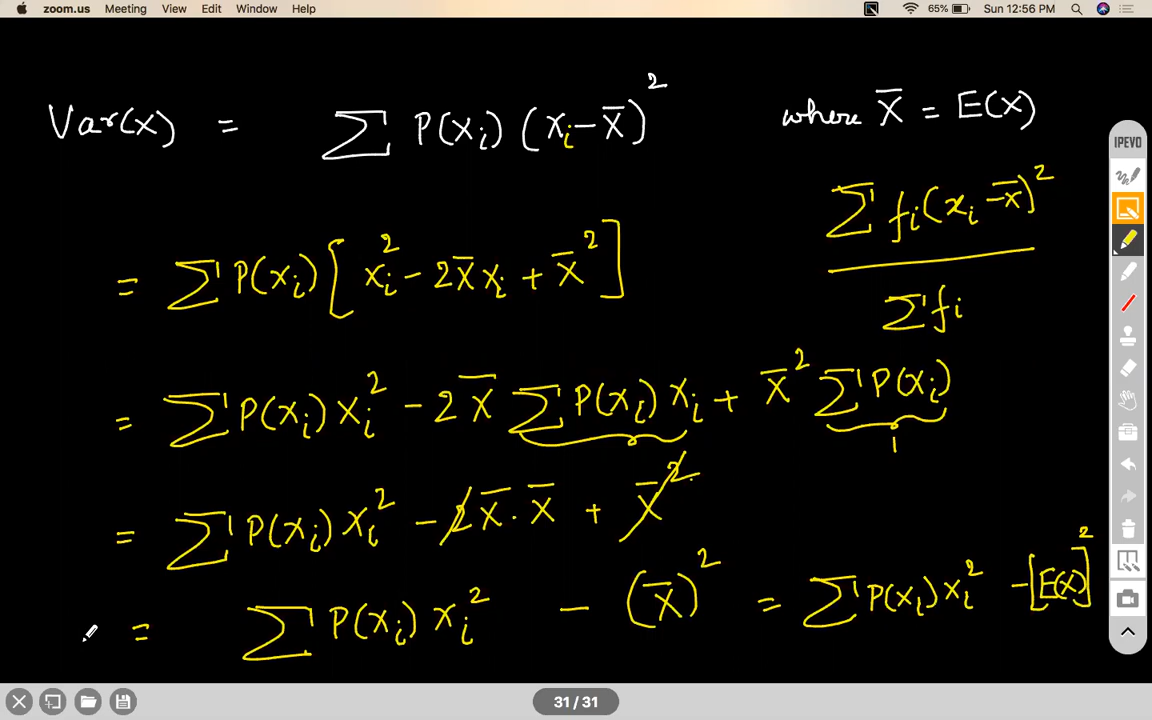 zoom.us Meeting View Edit Window Help 65% Sun 12:56 PM
Var(X) = ∑ P(xi) (xi – X̅)² where X̅ = E(X)
∑ fi(xi – x̅)²
∑ fi
= ∑ P(xi) [ xi² – 2X̅xi + X̅² ]
= ∑ P(xi) xi² – 2X̅ ∑ P(xi) xi + X̅² ∑ P(xi)
1
= ∑ P(xi) xi² – 2X̅ · X̅ + X̅²
= ∑ P(xi) xi² – (X̅)² = ∑ P(xi) xi² – [E(X)]²
IPEVO
31 / 31